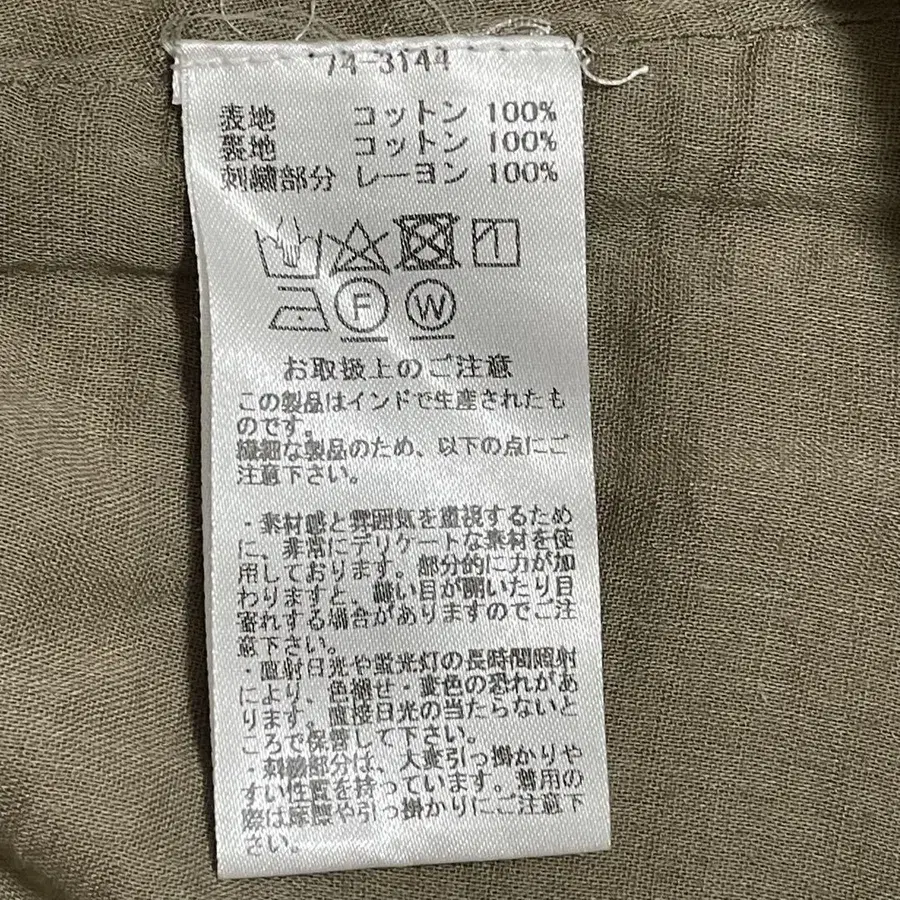 74-3144
表地 コットン 100%
裏地 コットン 100%
刺繍部分 レーヨン 100%
1
F W
お取扱上のご注意
この製品はインドで生産されたも
のです。
繊細な製品のため、以下の点にご
注意下さい。
・素材感と雰囲気を重視するため
に、非常にデリケートな素材を使
用しております。部分的に力が加
わりますと、縫い目が開いたり目
寄れする場合がありますのでご注
意下さい。
・直射日光や蛍光灯の長時間照射
により、色褪せ・変色の恐れがあ
ります。直接日光の当たらないと
ころで保管して下さい。
・刺繍部分は、大変引っ掛かりや
すい性質を持っています。着用の
際は摩擦や引っ掛かりにご注意下
さい。